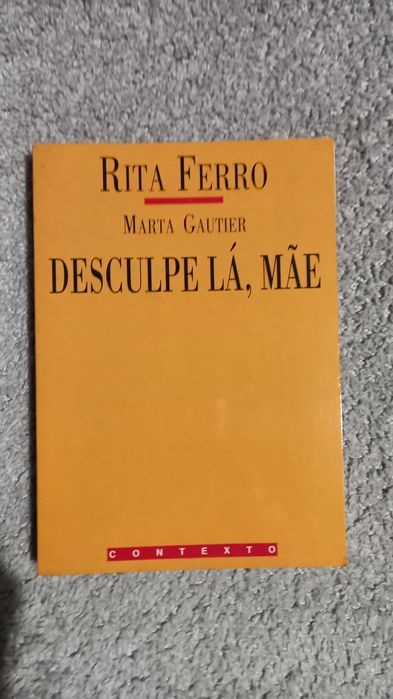 RITA FERRO
MARTA GAUTIER
DESCULPE LÁ, MÃE
CONTEXTO